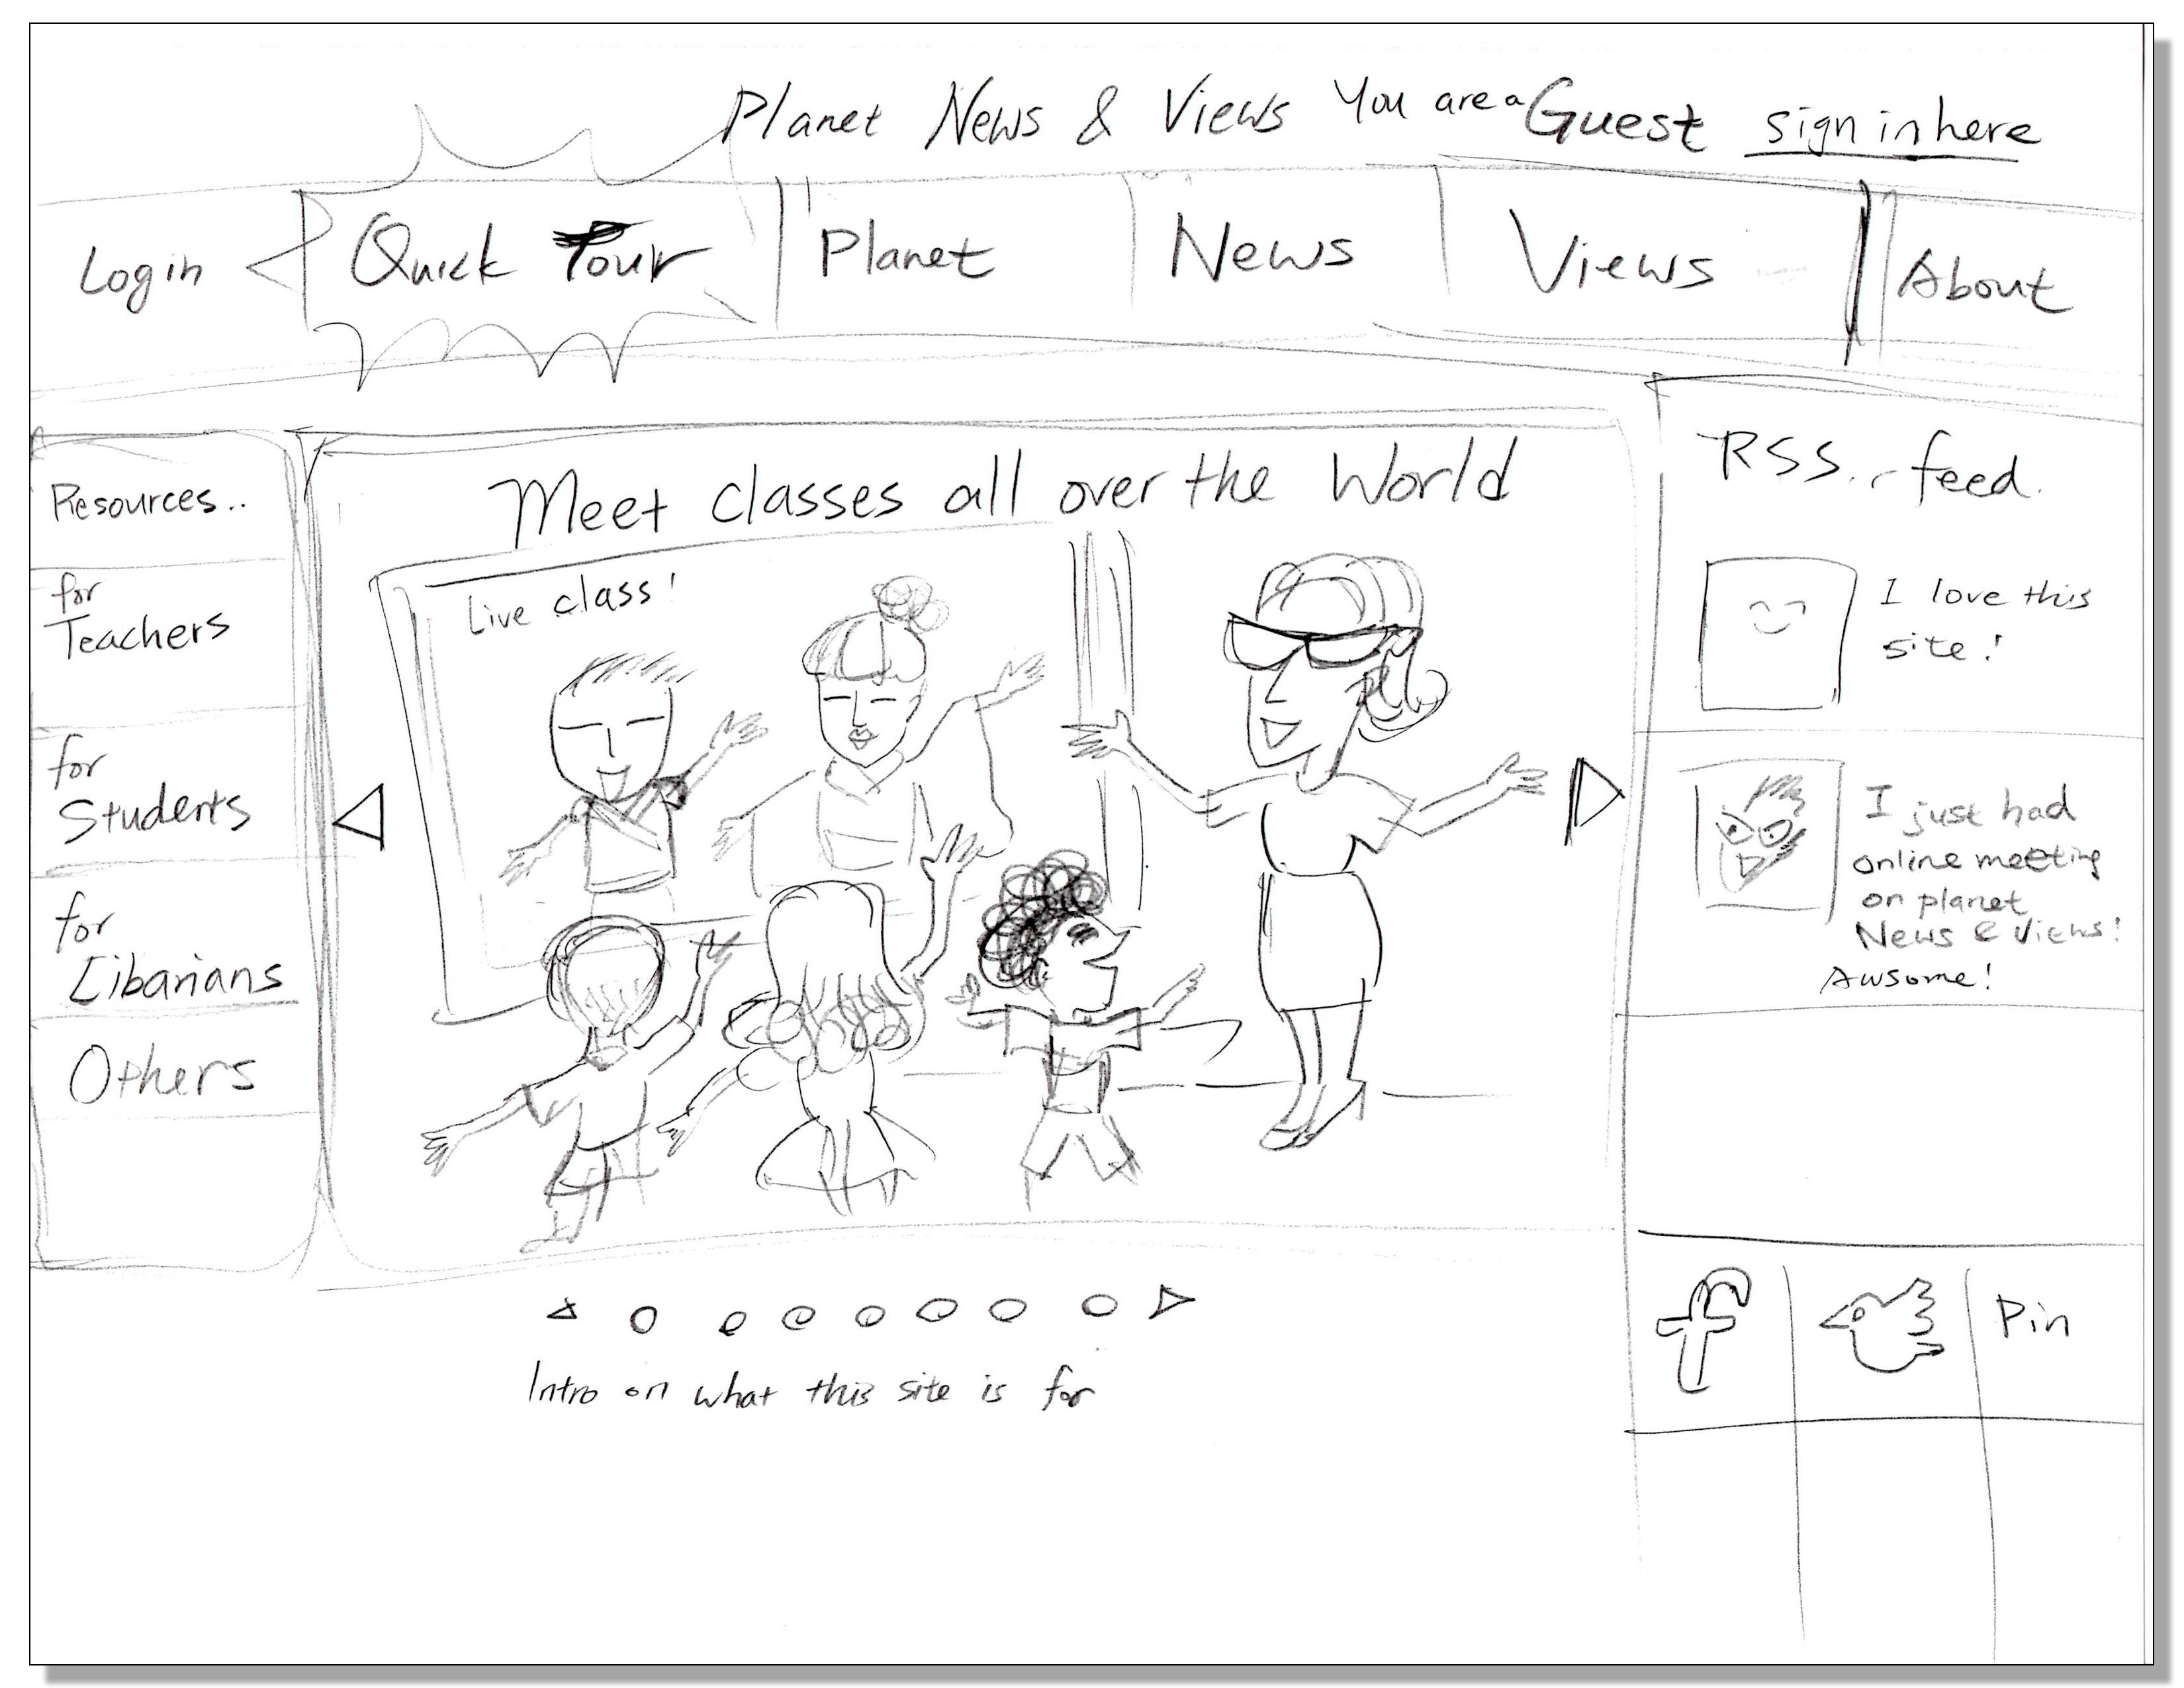 Planet News & Views You are a Guest sign in here
Login
Quick Tour
Planet
News
Views
About
Resources..
for
Teachers
for
Students
for
Libarians
Others
Meet classes all over the World
Live class!
RSS... feed.
I love this
site!
I just had
online meeting
on planet
News & Views!
Awsome!
f
Pin
Intro on what this site is for